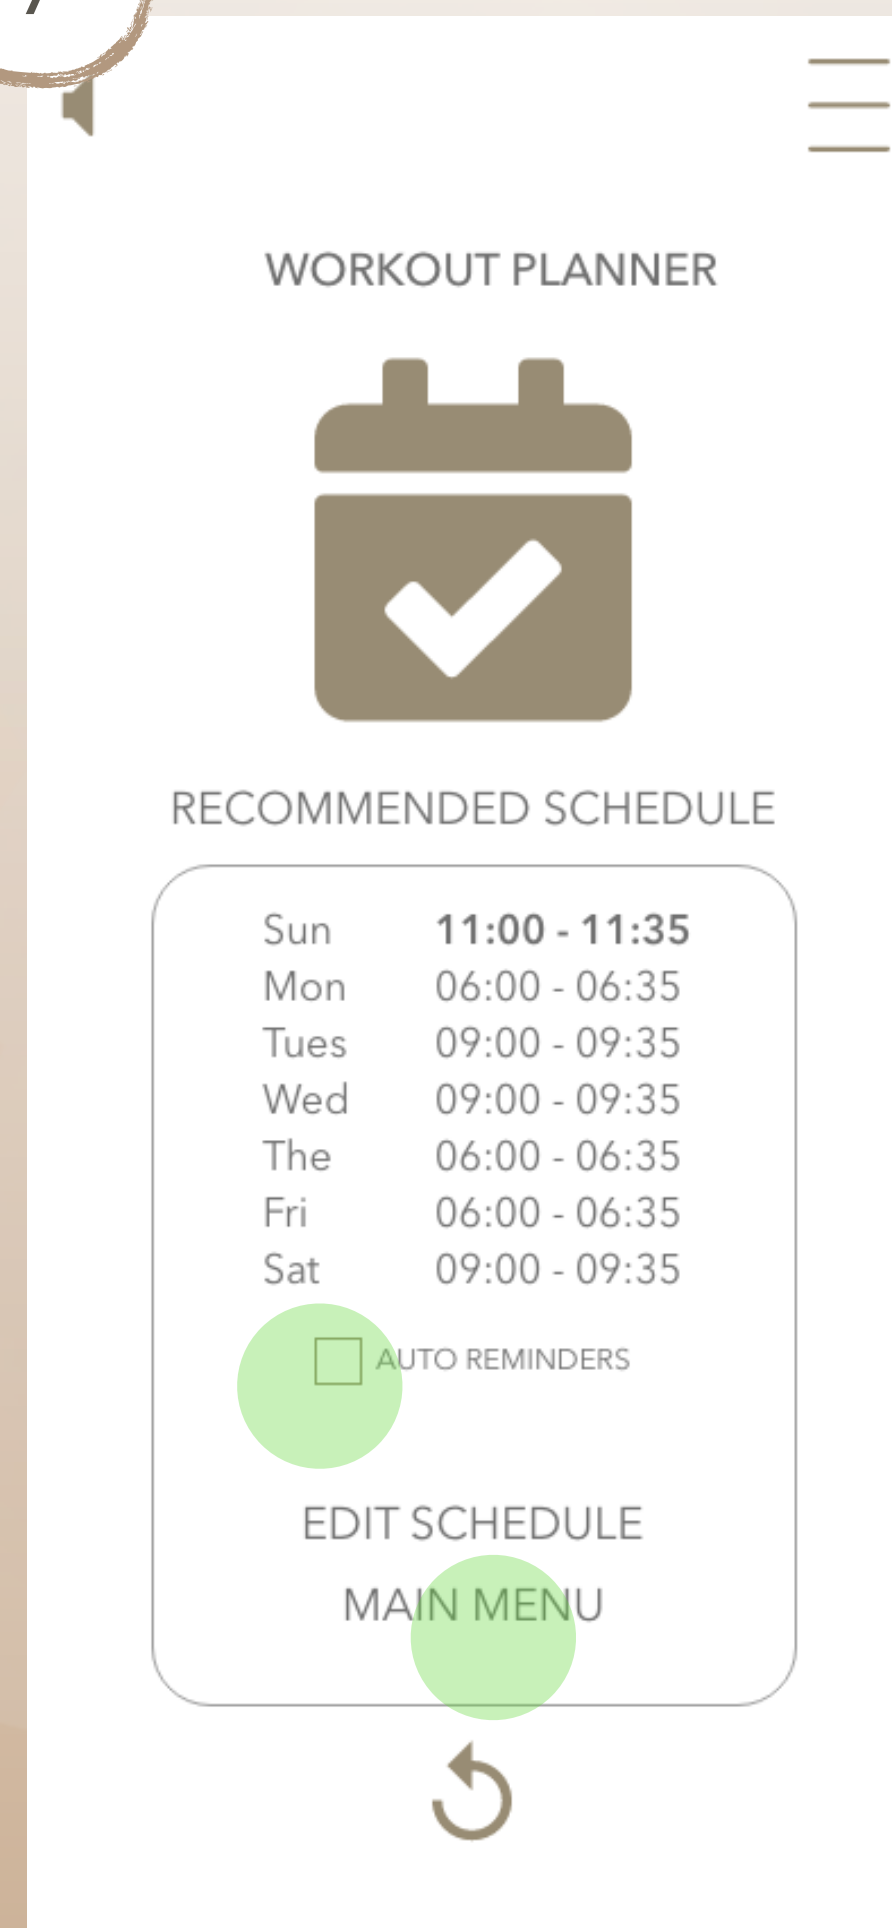 WORKOUT PLANNER
RECOMMENDED SCHEDULE
Sun 11:00 - 11:35
Mon 06:00 - 06:35
Tues 09:00 - 09:35
Wed 09:00 - 09:35
The 06:00 - 06:35
Fri 06:00 - 06:35
Sat 09:00 - 09:35
AUTO REMINDERS
EDIT SCHEDULE
MAIN MENU